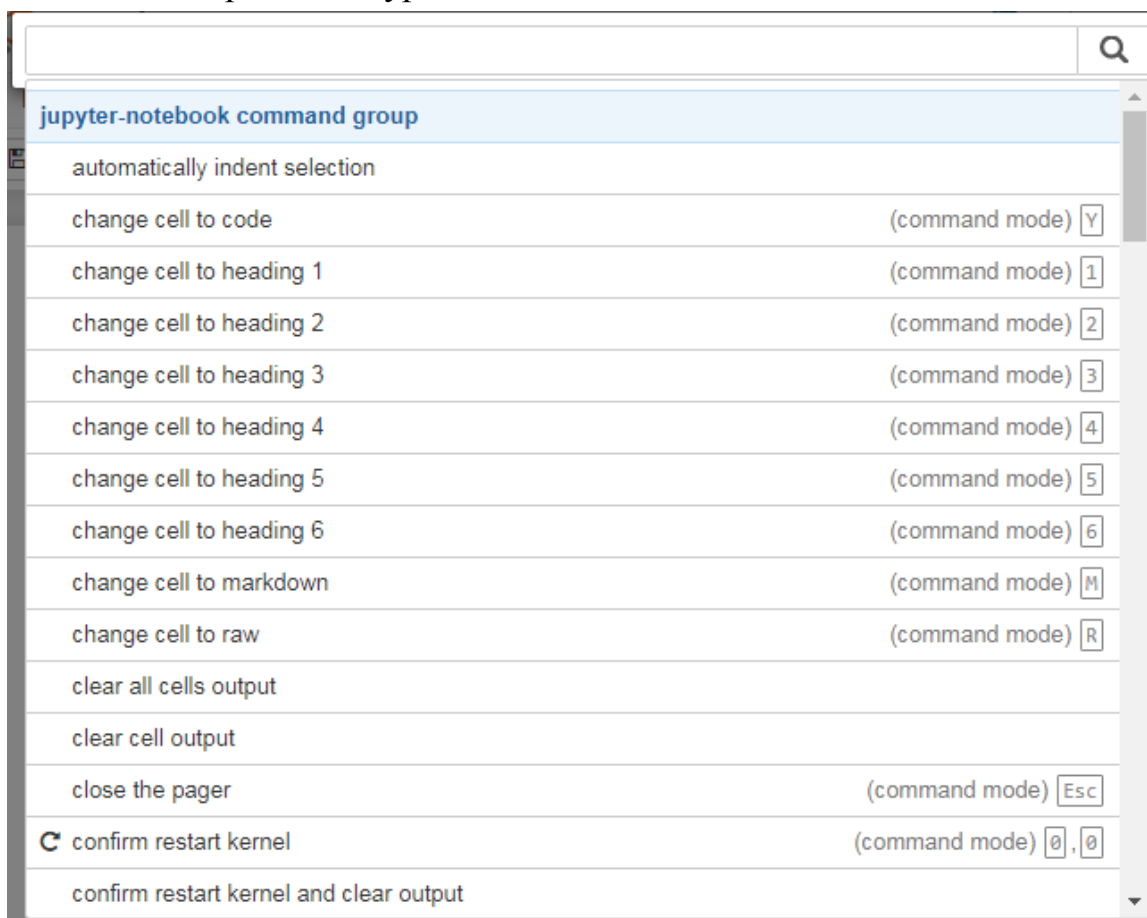 jupyter-notebook command group
automatically indent selection
change cell to code (command mode) Y
change cell to heading 1 (command mode) 1
change cell to heading 2 (command mode) 2
change cell to heading 3 (command mode) 3
change cell to heading 4 (command mode) 4
change cell to heading 5 (command mode) 5
change cell to heading 6 (command mode) 6
change cell to markdown (command mode) M
change cell to raw (command mode) R
clear all cells output
clear cell output
close the pager (command mode) Esc
confirm restart kernel (command mode) 0,0
confirm restart kernel and clear output